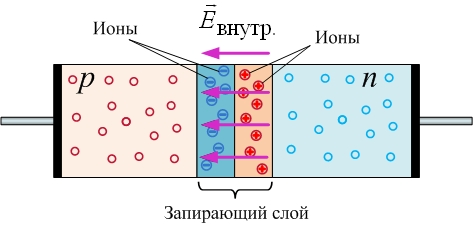 E⃗внутр.
Ионы
Ионы
p
n
Запирающий слой